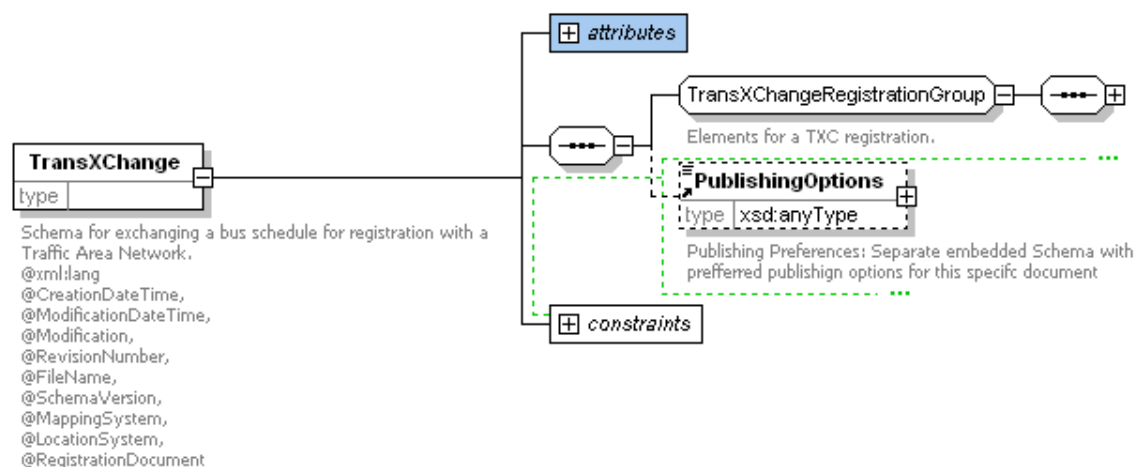 attributes
TransXChangeRegistrationGroup
Elements for a TXC registration.
TransXChange
type
Schema for exchanging a bus schedule for registration with a
Traffic Area Network.
@xml:lang
@CreationDateTime,
@ModificationDateTime,
@Modification,
@RevisionNumber,
@FileName,
@SchemaVersion,
@MappingSystem,
@LocationSystem,
@RegistrationDocument
PublishingOptions
type xsd:anyType
Publishing Preferences: Separate embedded Schema with
prefferred publishign options for this specifc document
constraints